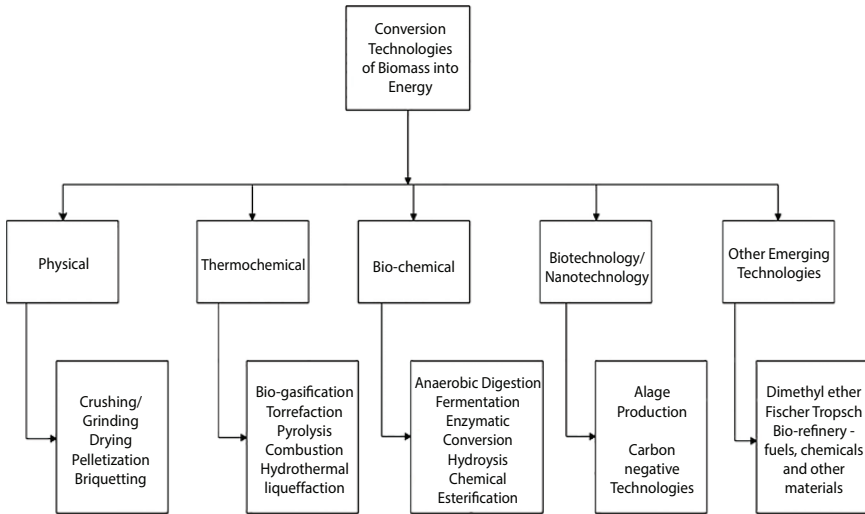 Conversion
Technologies
of Biomass into
Energy
Physical
Thermochemical
Bio-chemical
Biotechnology/
Nanotechnology
Other Emerging
Technologies
Crushing/
Grinding
Drying
Pelletization
Briquetting
Bio-gasification
Torrefaction
Pyrolysis
Combustion
Hydrothermal
liqueffaction
Anaerobic Digestion
Fermentation
Enzymatic
Conversion
Hydroysis
Chemical
Esterification
Alage
Production
Carbon
negative
Technologies
Dimethyl ether
Fischer Tropsch
Bio-refinery -
fuels, chemicals
and other
materials